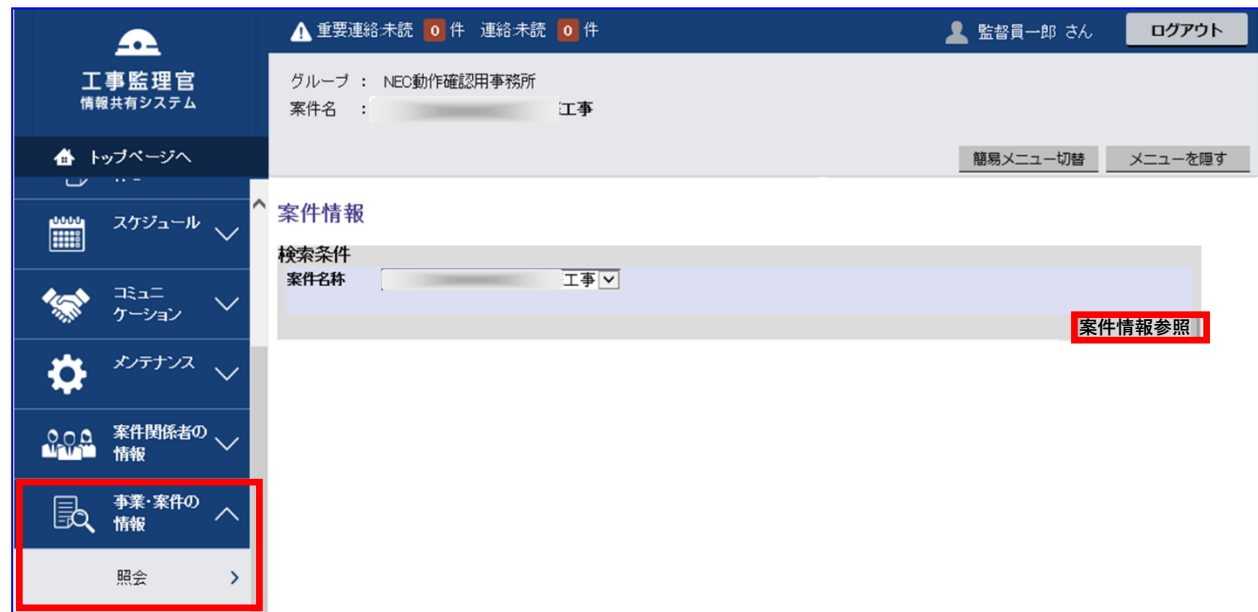 重要連絡:未読 0 件 連絡:未読 0 件
監督員一郎 さん
ログアウト
工事監理官
情報共有システム
グループ : NEC動作確認用事務所
案件名 : 工事
トップページへ
簡易メニュー切替
メニューを隠す
スケジュール
コミュニ
ケーション
メンテナンス
案件関係者の
情報
事業・案件の
情報
照会
案件情報
検索条件
案件名称 工事
案件情報参照